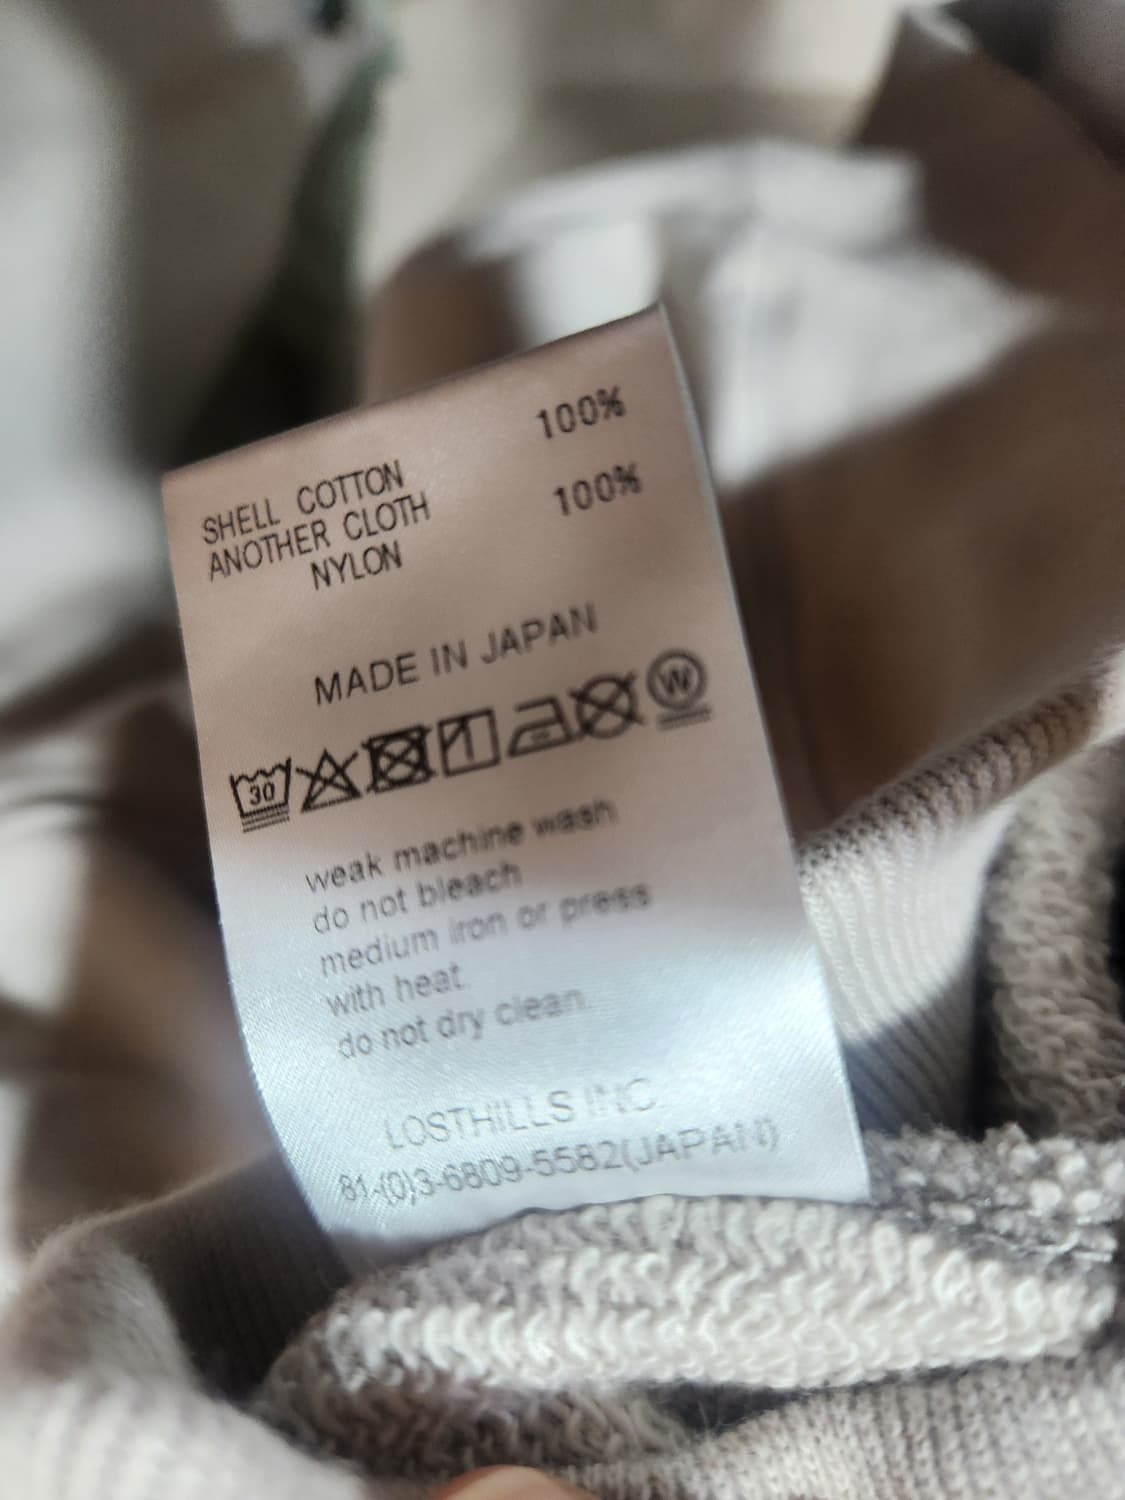 SHELL COTTON 100%
ANOTHER CLOTH
NYLON 100%
MADE IN JAPAN
30 W
weak machine wash
do not bleach
medium iron or press
with heat.
do not dry clean.
LOSTHILLS INC.
81-(0)3-6809-5582(JAPAN)